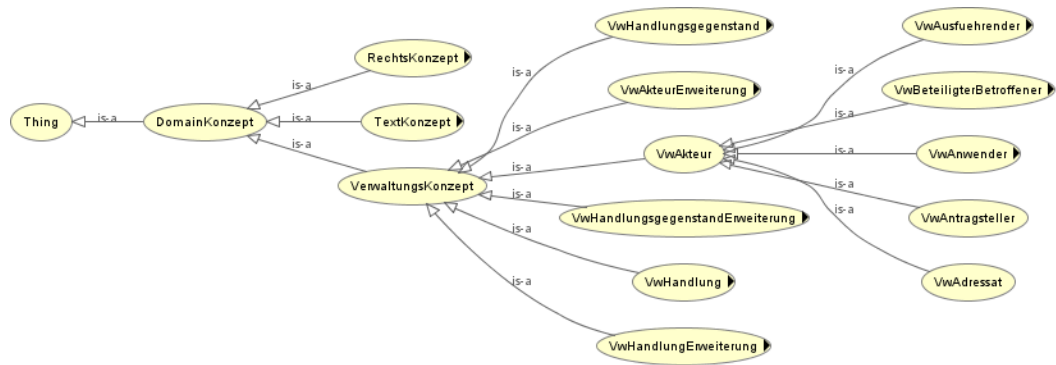 VwHandlungsgegenstand
VwAusfuehrender
RechtsKonzept
is-a
is-a
is-a
VwAkteurErweiterung
VwBeteiligterBetroffener
is-a
is-a
Thing
is-a
DomainKonzept
is-a
TextKonzept
is-a
VwAkteur
is-a
VwAnwender
is-a
is-a
VerwaltungsKonzept
is-a
is-a
VwHandlungsgegenstandErweiterung
VwAntragsteller
is-a
is-a
VwHandlung
VwAdressat
is-a
VwHandlungErweiterung